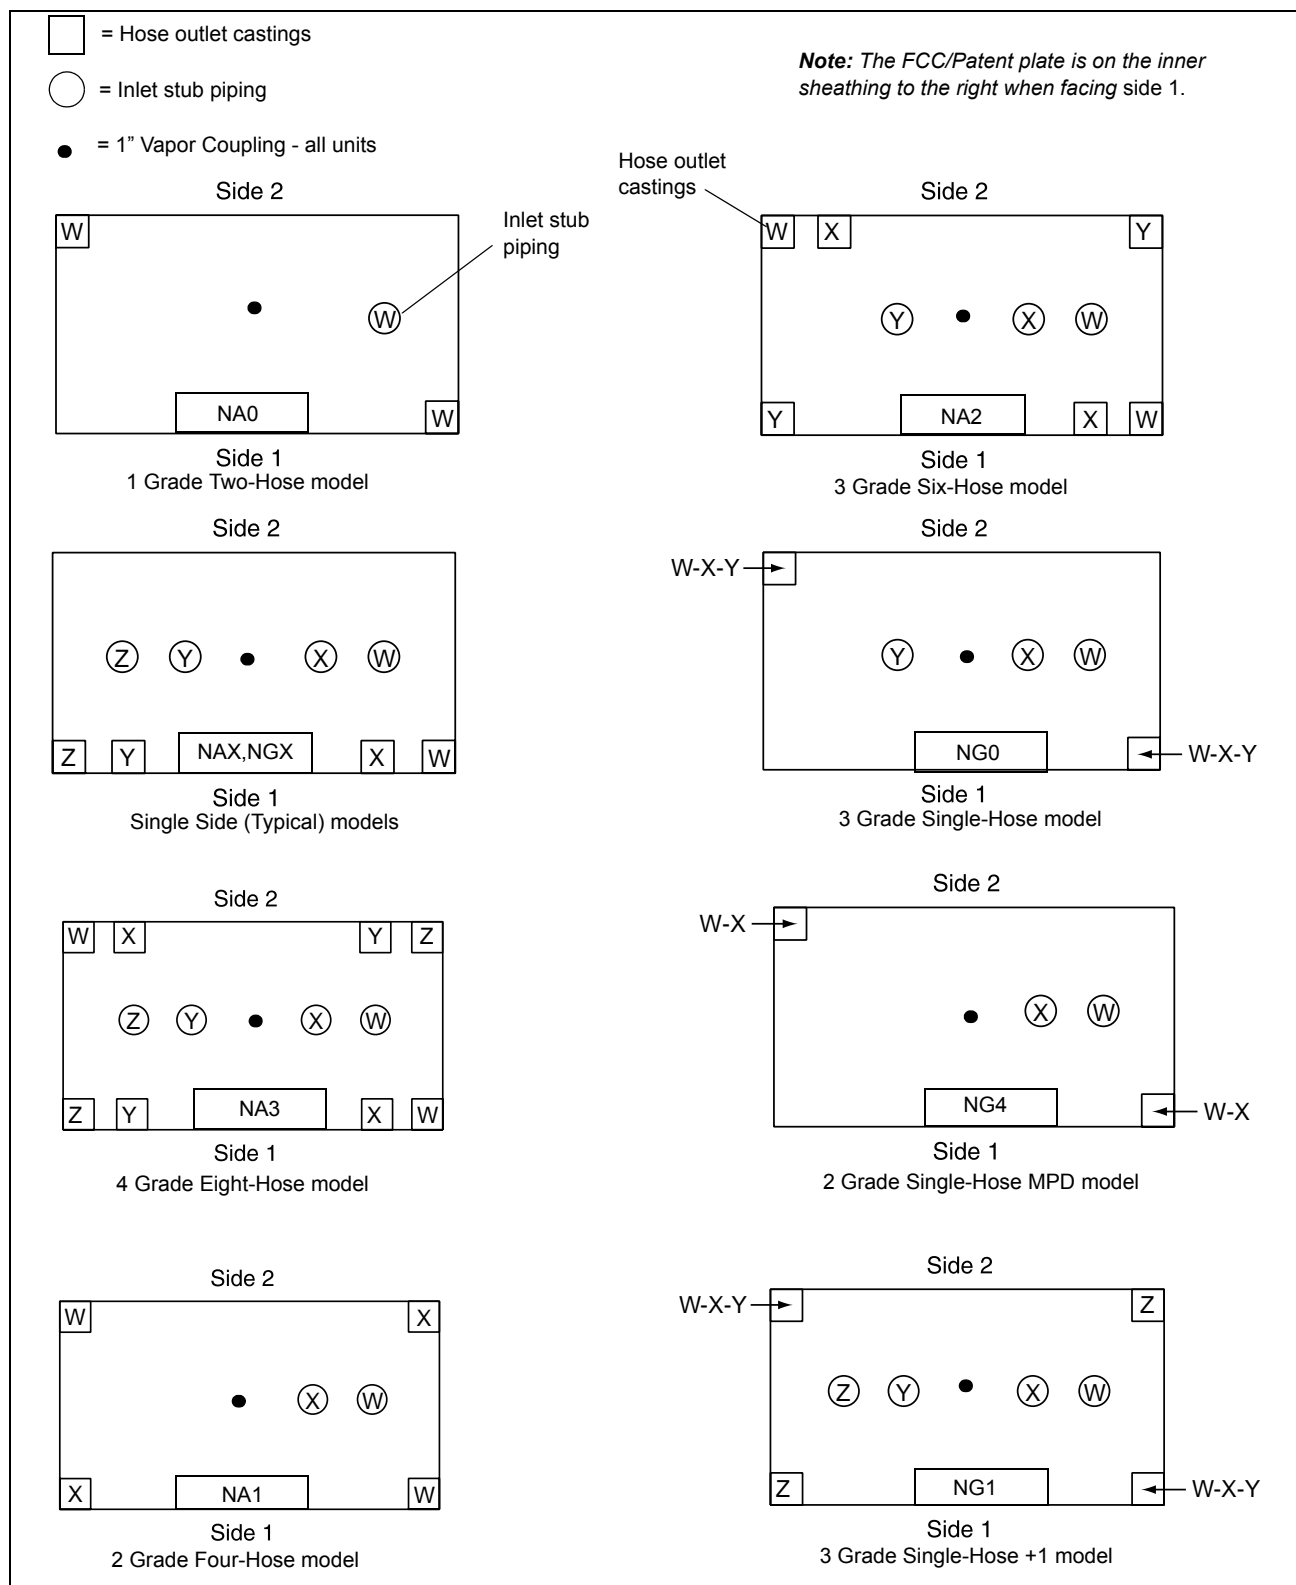 = Hose outlet castings
= Inlet stub piping
= 1” Vapor Coupling - all units
Note: The FCC/Patent plate is on the inner
sheathing to the right when facing side 1.
Side 2
W
Inlet stub
piping
W
NA0
W
Side 1
1 Grade Two-Hose model
Hose outlet
castings
Side 2
W X Y
Y X W
Y NA2 X W
Side 1
3 Grade Six-Hose model
Side 2
Z Y X W
Z Y NAX,NGX X W
Side 1
Single Side (Typical) models
Side 2
W-X-Y
Y X W
NG0
W-X-Y
Side 1
3 Grade Single-Hose model
Side 2
W X Y Z
Z Y X W
Z Y NA3 X W
Side 1
4 Grade Eight-Hose model
Side 2
W-X
X W
NG4
W-X
Side 1
2 Grade Single-Hose MPD model
Side 2
W X
X W
X NA1 W
Side 1
2 Grade Four-Hose model
Side 2
W-X-Y
Z
Z Y X W
Z NG1
W-X-Y
Side 1
3 Grade Single-Hose +1 model